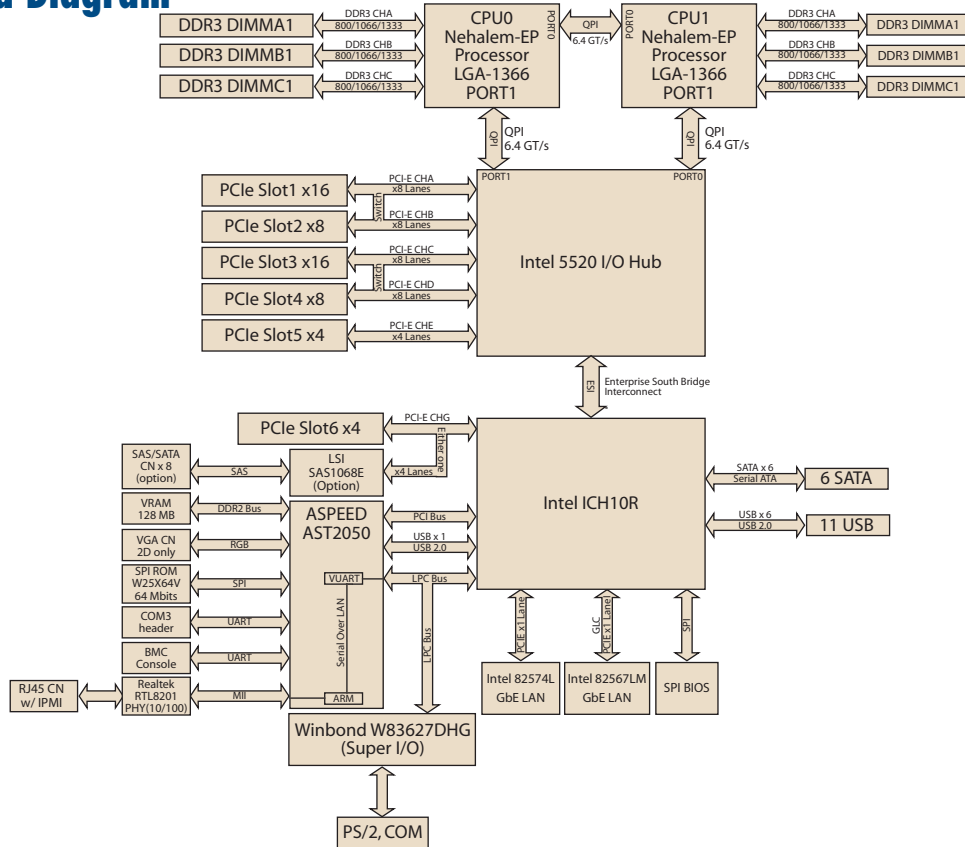 Diagram
DDR3 DIMMA1
DDR3 CHA
800/1066/1333
DDR3 DIMMB1
DDR3 CHB
800/1066/1333
DDR3 DIMMC1
DDR3 CHC
800/1066/1333
CPU0
Nehalem-EP
Processor
LGA-1366
PORT1
PORT0
QPI
6.4 GT/s
PORT0
CPU1
Nehalem-EP
Processor
LGA-1366
PORT1
DDR3 CHA
800/1066/1333
DDR3 DIMMA1
DDR3 CHB
800/1066/1333
DDR3 DIMMB1
DDR3 CHC
800/1066/1333
DDR3 DIMMC1
QPI
QPI
6.4 GT/s
QPI
QPI
6.4 GT/s
PORT1
PORT0
Intel 5520 I/O Hub
PCIe Slot1 x16
PCI-E CHA
x8 Lanes
Switch
PCIe Slot2 x8
PCI-E CHB
x8 Lanes
PCIe Slot3 x16
PCI-E CHC
x8 Lanes
Switch
PCIe Slot4 x8
PCI-E CHD
x8 Lanes
PCIe Slot5 x4
PCI-E CHE
x4 Lanes
ESI
Enterprise South Bridge
Interconnect
PCIe Slot6 x4
PCI-E CHG
Either one
x4 Lanes
SAS/SATA
CN x 8
(option)
SAS
LSI
SAS1068E
(Option)
Intel ICH10R
SATA x 6
Serial ATA
6 SATA
USB x 6
USB 2.0
11 USB
VRAM
128 MB
DDR2 Bus
ASPEED
AST2050
PCI Bus
VGA CN
2D only
RGB
USB x 1
USB 2.0
SPI ROM
W25X64V
64 Mbits
SPI
VUART
LPC Bus
COM3
header
UART
Serial Over LAN
LPC Bus
BMC
Console
UART
RJ45 CN
w/ IPMI
Realtek
RTL8201
PHY(10/100)
MII
ARM
PCIE x1 Lane
GLC
PCIE x1 Lanel
SPI
Intel 82574L
GbE LAN
Intel 82567LM
GbE LAN
SPI BIOS
Winbond W83627DHG
(Super I/O)
PS/2, COM